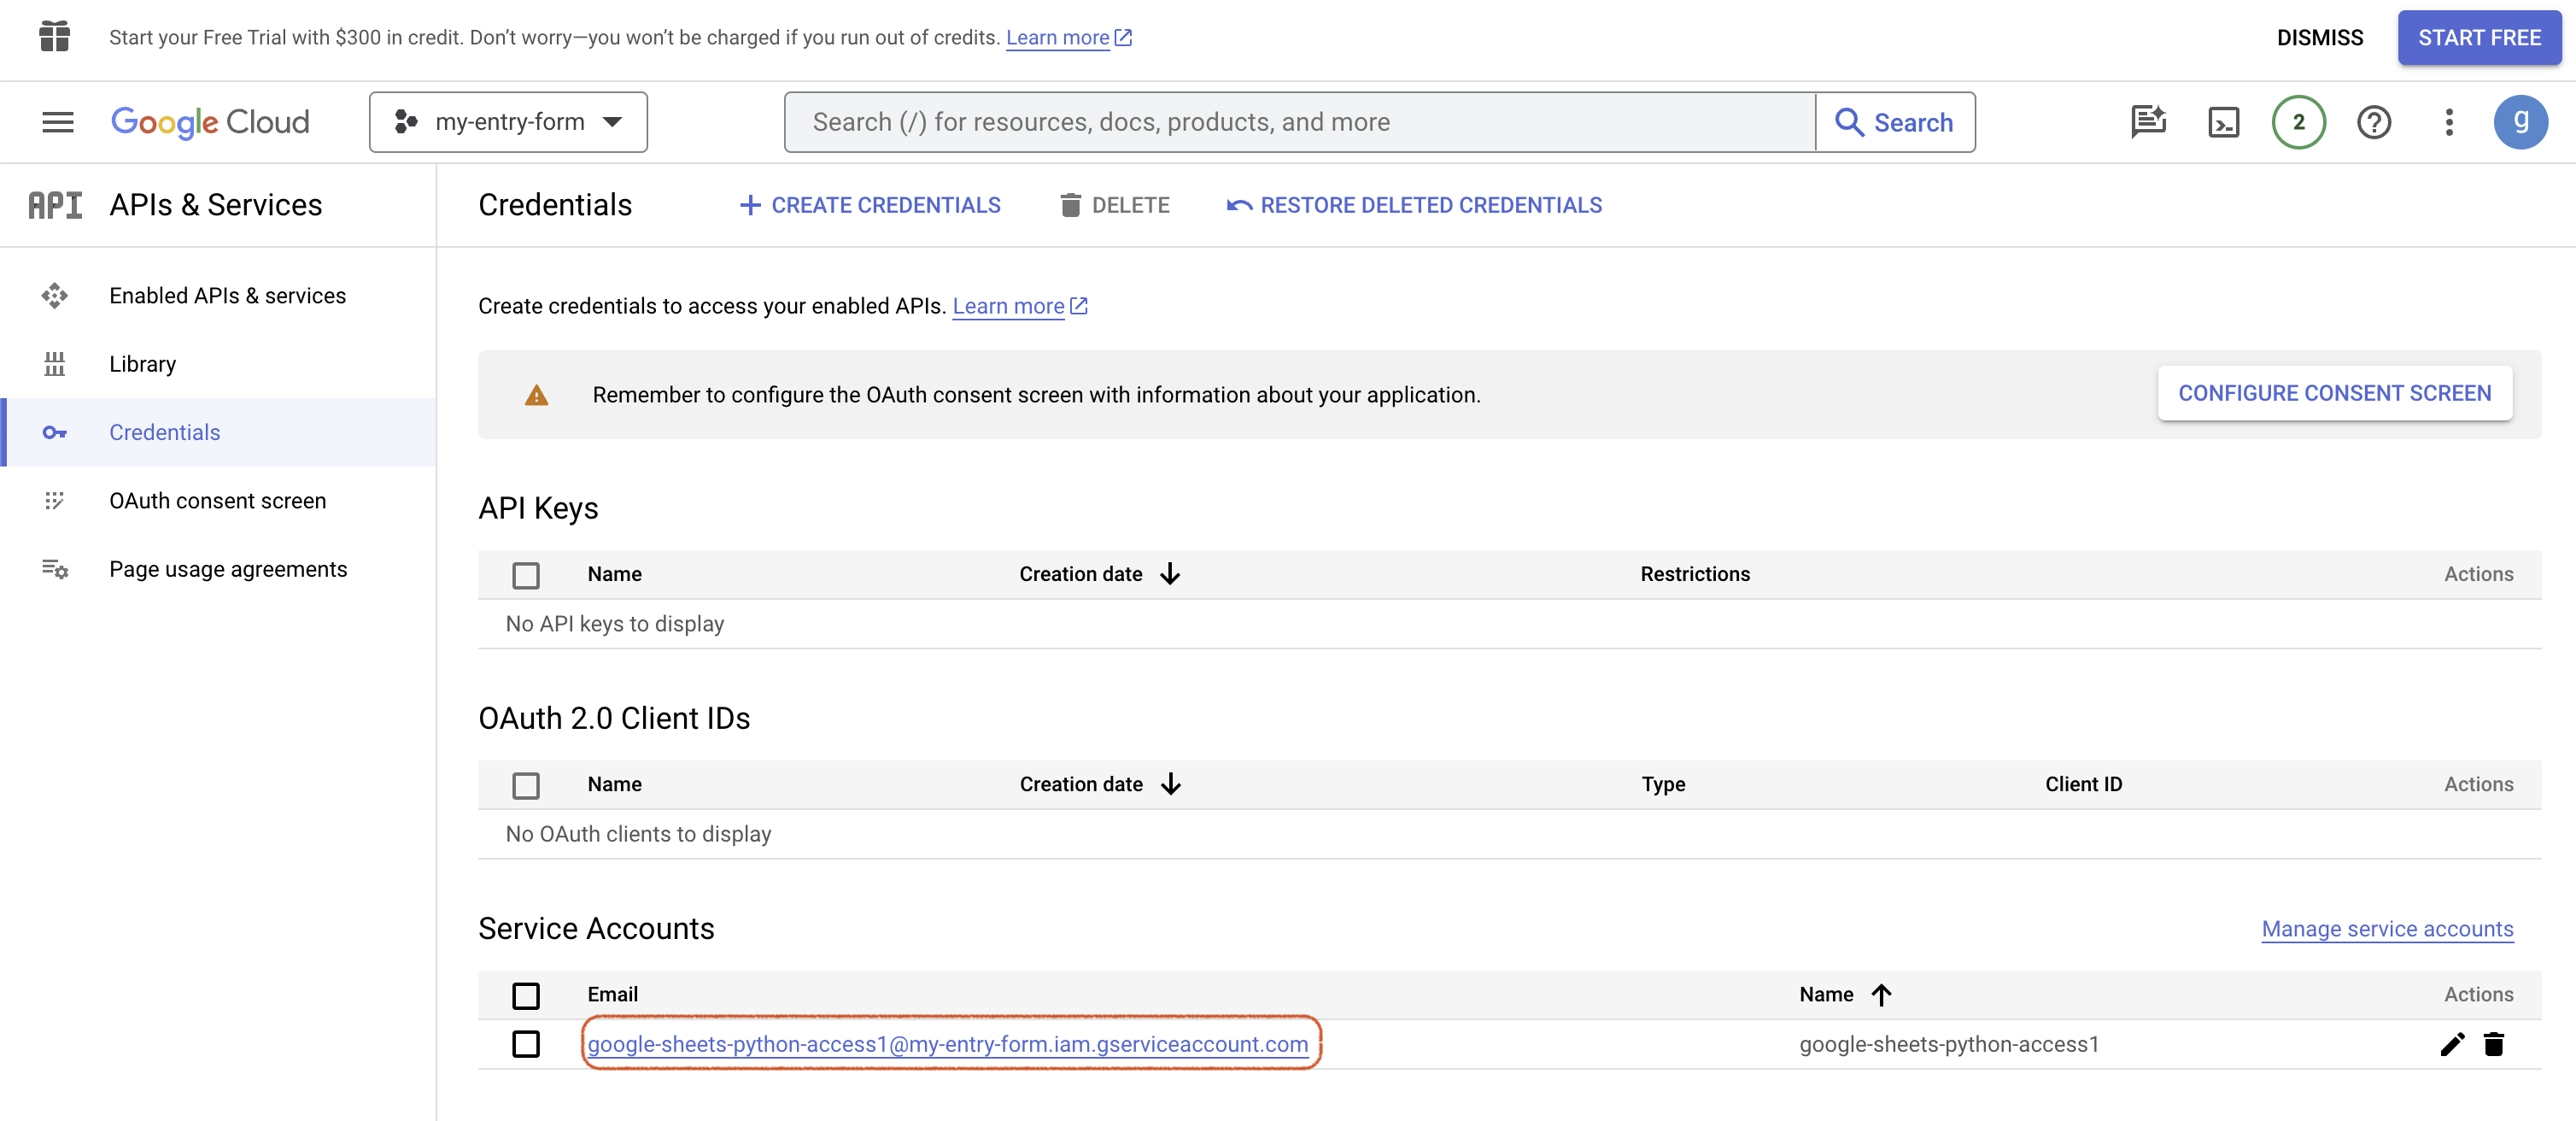 Start your Free Trial with $300 in credit. Don't worry—you won't be charged if you run out of credits. Learn more
DISMISS
START FREE
Google Cloud
my-entry-form
Search (/) for resources, docs, products, and more
Search
2
g
API
APIs & Services
Credentials
CREATE CREDENTIALS
DELETE
RESTORE DELETED CREDENTIALS
Enabled APIs & services
Library
Credentials
OAuth consent screen
Page usage agreements
Create credentials to access your enabled APIs. Learn more
Remember to configure the OAuth consent screen with information about your application.
CONFIGURE CONSENT SCREEN
API Keys
Name Creation date Restrictions Actions
No API keys to display
OAuth 2.0 Client IDs
Name Creation date Type Client ID Actions
No OAuth clients to display
Service Accounts
Manage service accounts
Email Name Actions
google-sheets-python-access1@my-entry-form.iam.gserviceaccount.com google-sheets-python-access1